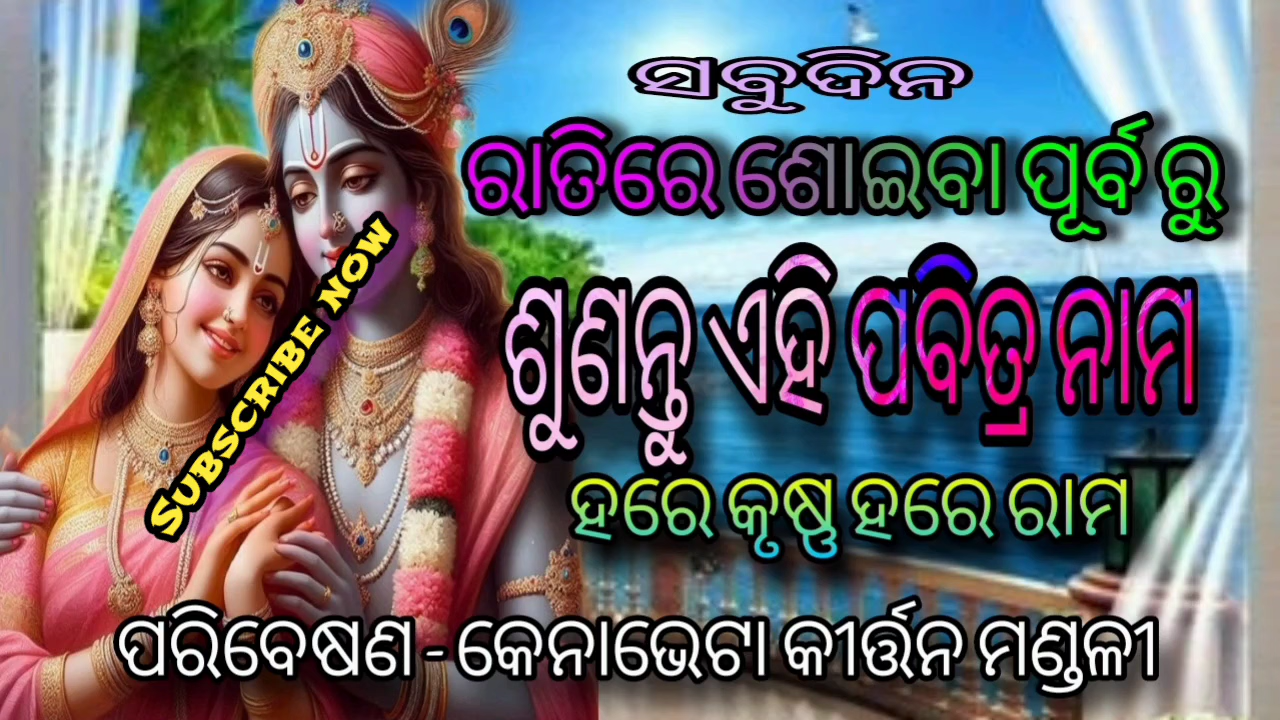 ସବୁଦିନ
ରାତିରେ ଶୋଇବା ପୂର୍ବ ରୁ
ଶୁଣନ୍ତୁ ଏହି ପବିତ୍ର ନାମ
ହରେ କୃଷ୍ଣ ହରେ ରାମ
SUBSCRIBE NOW
ପରିବେଷଣ - କେନାଭେଟା କୀର୍ତ୍ତନ ମଣ୍ଡଳୀ